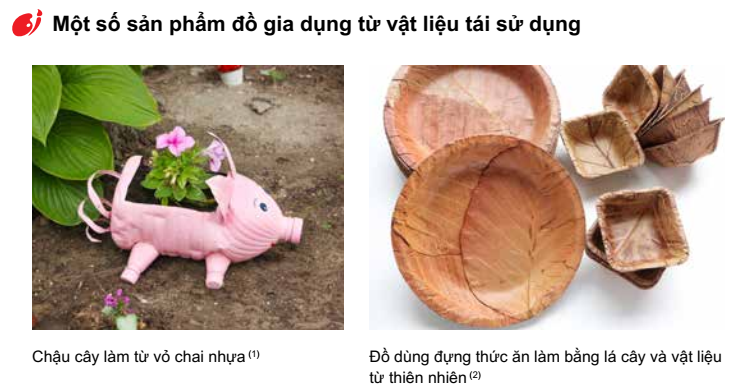 Một số sản phẩm đồ gia dụng từ vật liệu tái sử dụng
Chậu cây làm từ vỏ chai nhựa (1)
Đồ dùng đựng thức ăn làm bằng lá cây và vật liệu
từ thiên nhiên (2)